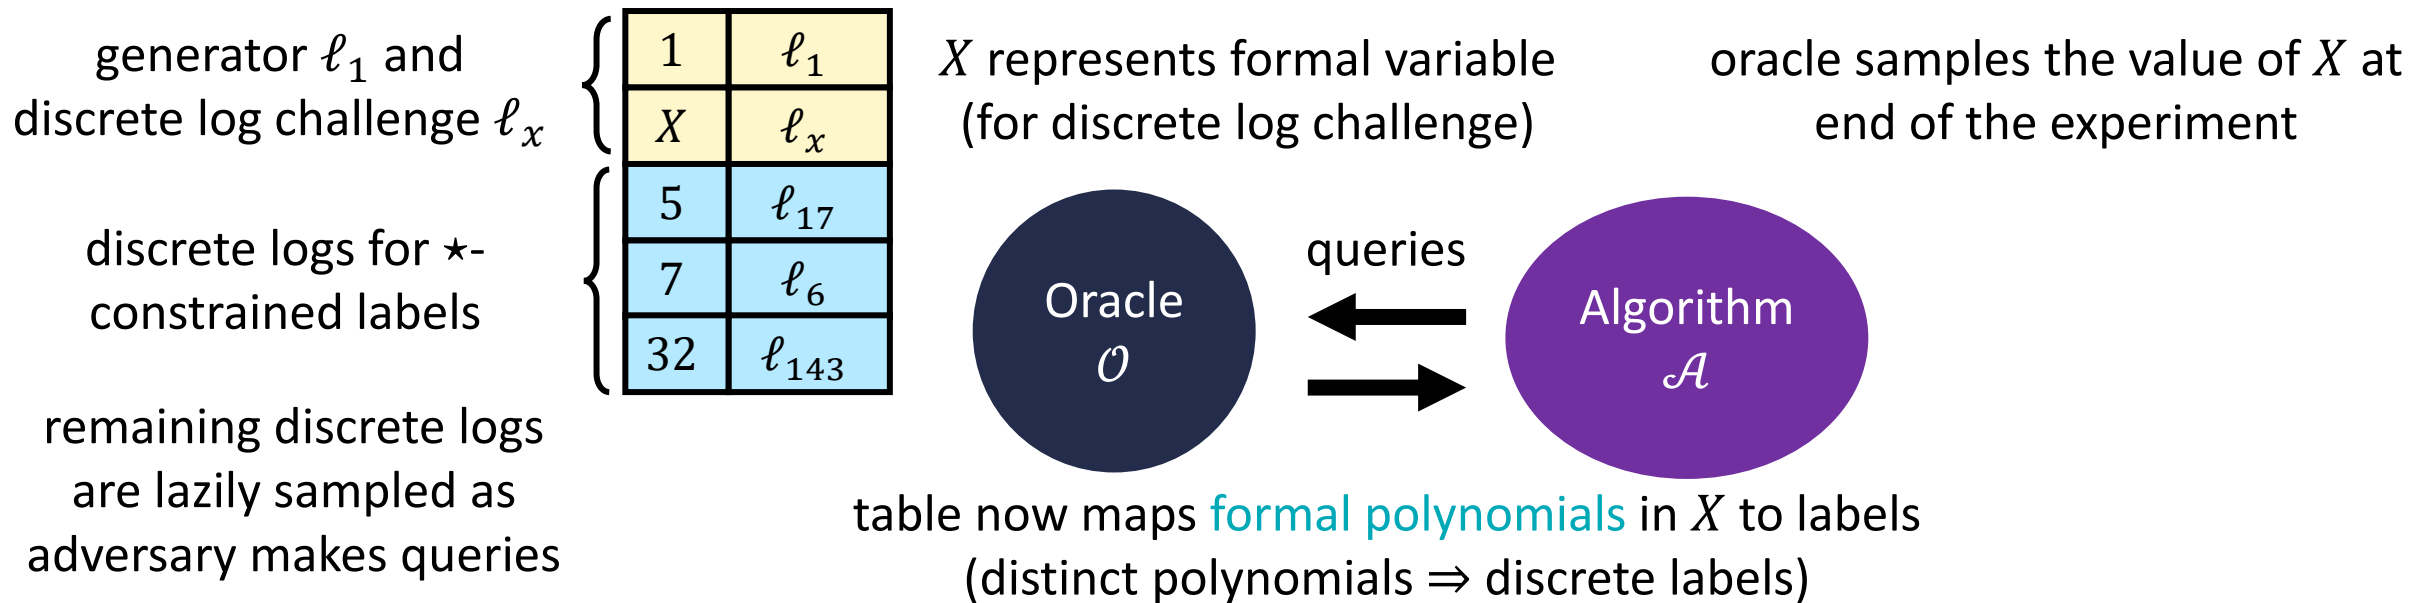 generator ℓ₁ and
discrete log challenge ℓₓ
discrete logs for ⋆-
constrained labels
remaining discrete logs
are lazily sampled as
adversary makes queries
1 ℓ₁
X ℓₓ
5 ℓ₁₇
7 ℓ₆
32 ℓ₁₄₃
X represents formal variable
(for discrete log challenge)
oracle samples the value of X at
end of the experiment
Oracle
𝒪
queries
Algorithm
𝒜
table now maps formal polynomials in X to labels
(distinct polynomials ⇒ discrete labels)